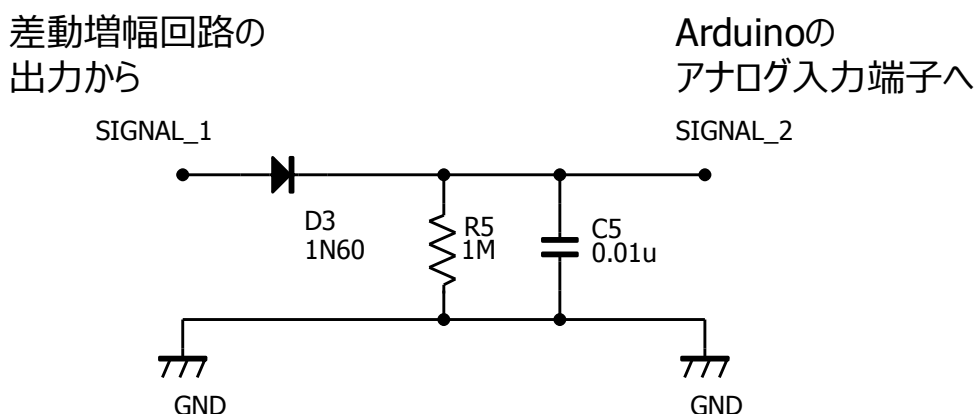 差動増幅回路の
出力から
Arduinoの
アナログ入力端子へ
SIGNAL_1
SIGNAL_2
D3
1N60
R5
1M
C5
0.01u
GND
GND